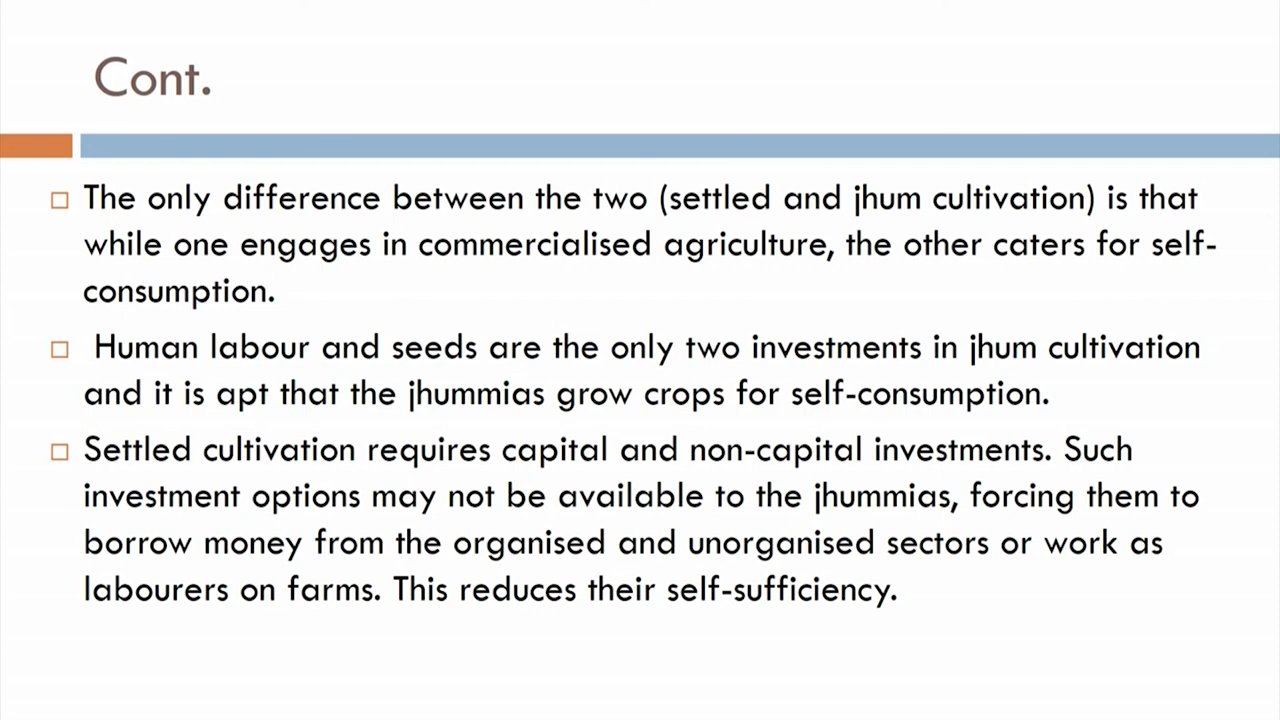 Cont.
The only difference between the two (settled and jhum cultivation) is that
while one engages in commercialised agriculture, the other caters for self-
consumption.
Human labour and seeds are the only two investments in jhum cultivation
and it is apt that the jhummias grow crops for self-consumption.
Settled cultivation requires capital and non-capital investments. Such
investment options may not be available to the jhummias, forcing them to
borrow money from the organised and unorganised sectors or work as
labourers on farms. This reduces their self-sufficiency.